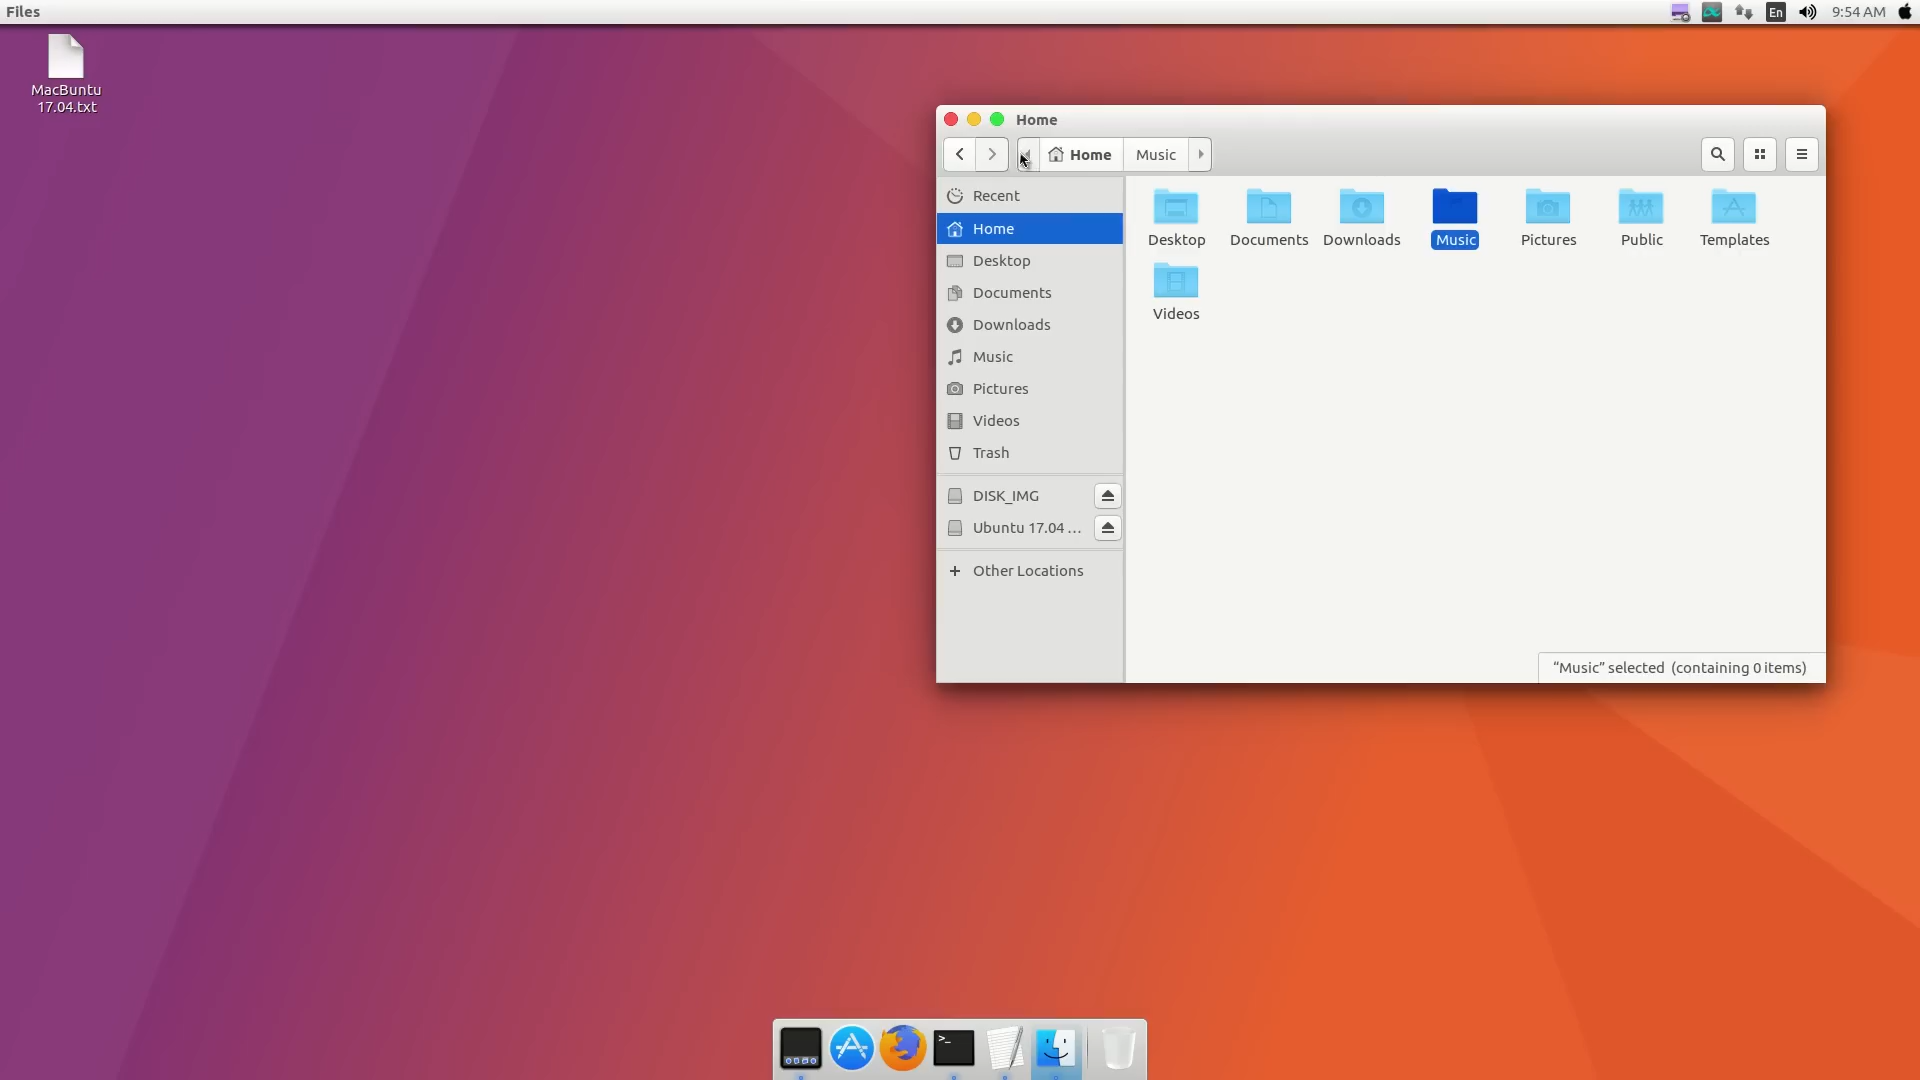 Files
En
9:54 AM
MacBuntu
17.04.txt
Home
Home
Music
Recent
Home
Desktop
Documents
Downloads
Music
Pictures
Videos
Trash
DISK_IMG
Ubuntu 17.04 ...
Other Locations
Desktop
Documents
Downloads
Music
Pictures
Public
Templates
Videos
“Music” selected (containing 0 items)
>_